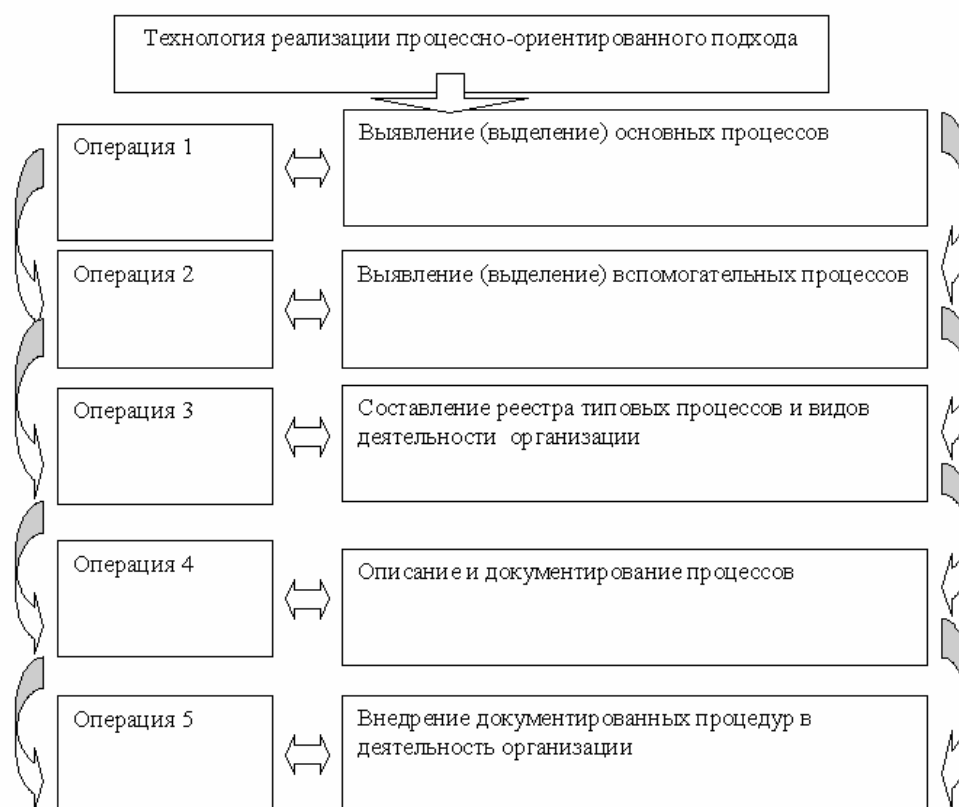 Технология реализации процессно-ориентированного подхода
Операция 1
Выявление (выделение) основных процессов
Операция 2
Выявление (выделение) вспомогательных процессов
Операция 3
Составление реестра типовых процессов и видов
деятельности организации
Операция 4
Описание и документирование процессов
Операция 5
Внедрение документированных процедур в
деятельность организации